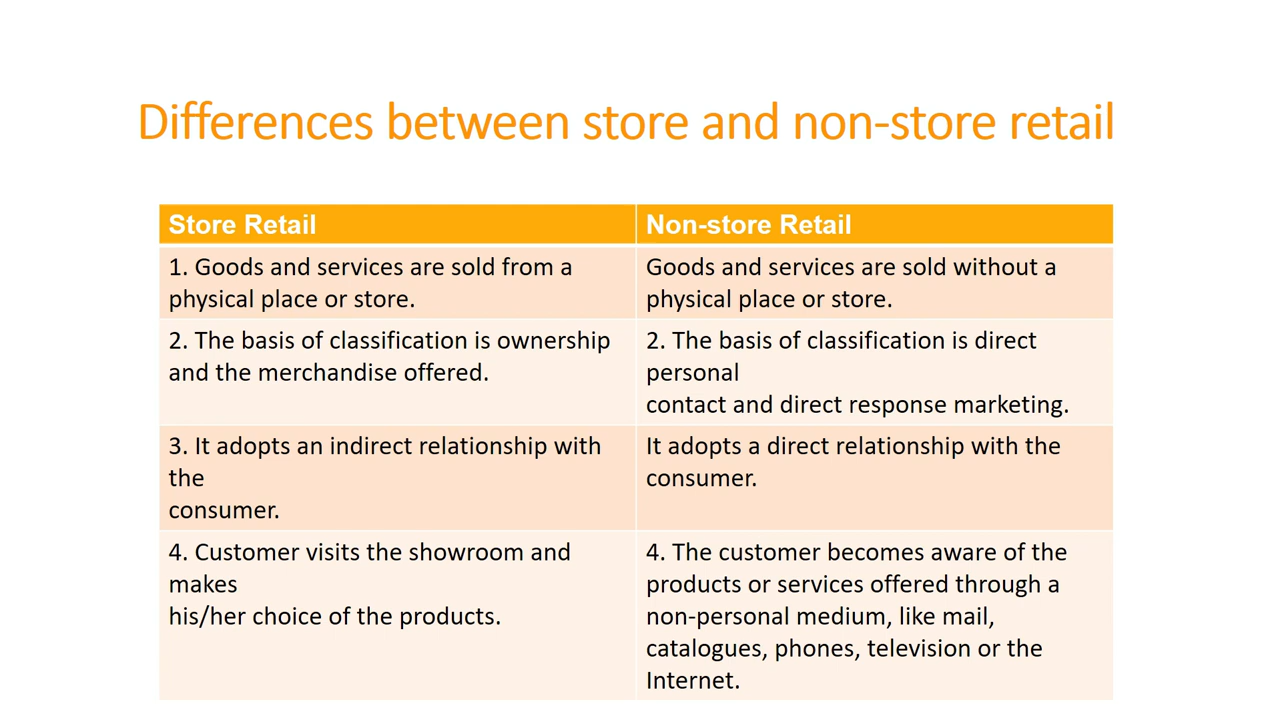 Differences between store and non-store retail
Store Retail
Non-store Retail
1. Goods and services are sold from a
physical place or store.
Goods and services are sold without a
physical place or store.
2. The basis of classification is ownership
and the merchandise offered.
2. The basis of classification is direct
personal
contact and direct response marketing.
3. It adopts an indirect relationship with
the
consumer.
It adopts a direct relationship with the
consumer.
4. Customer visits the showroom and
makes
his/her choice of the products.
4. The customer becomes aware of the
products or services offered through a
non-personal medium, like mail,
catalogues, phones, television or the
Internet.